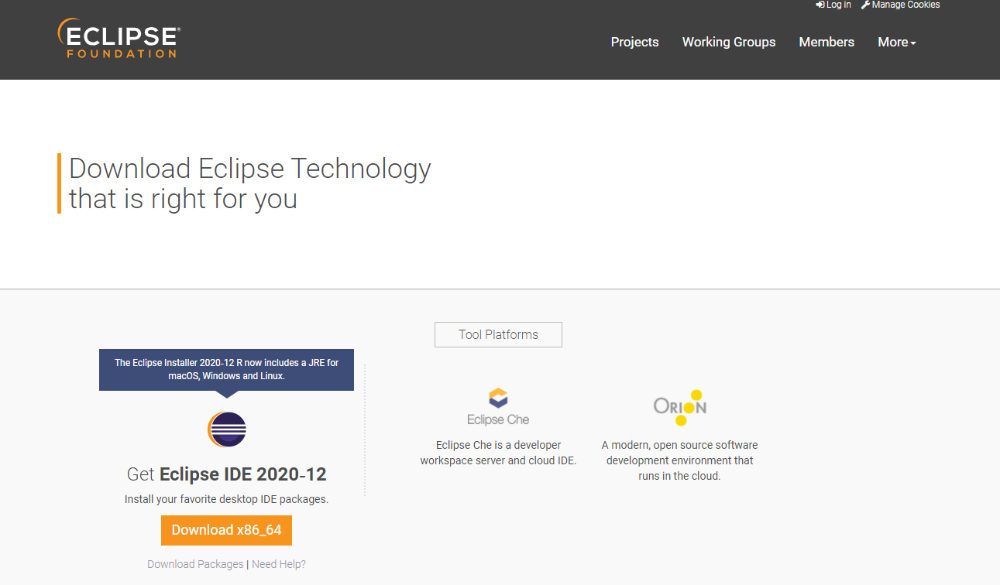 Log in Manage Cookies
ECLIPSE®
FOUNDATION
Projects Working Groups Members More
Download Eclipse Technology
that is right for you
Tool Platforms
The Eclipse Installer 2020-12 R now includes a JRE for
macOS, Windows and Linux.
Get Eclipse IDE 2020-12
Install your favorite desktop IDE packages.
Download x86_64
Download Packages | Need Help?
Eclipse Che
Eclipse Che is a developer
workspace server and cloud IDE.
ORION
A modern, open source software
development environment that
runs in the cloud.